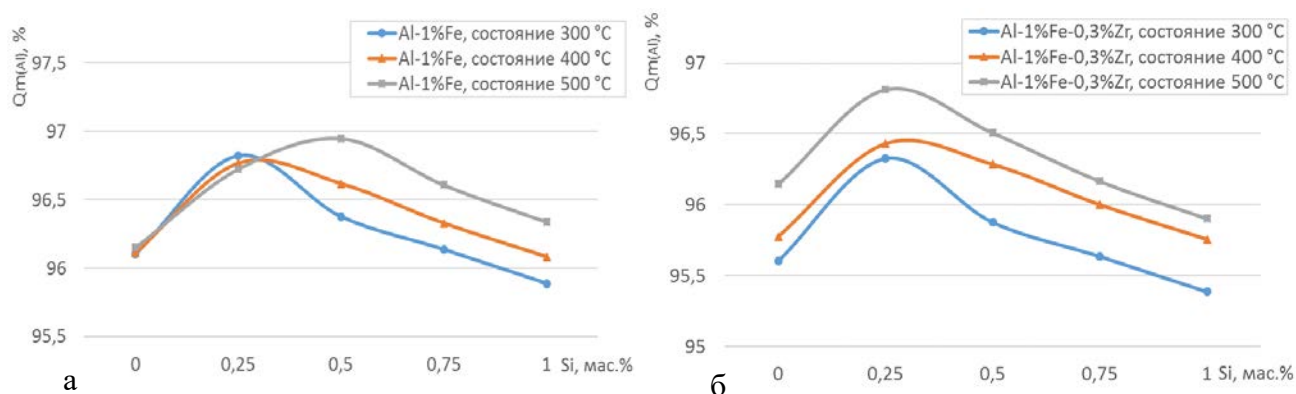 Qm(Al), %
97,5
97
96,5
96
95,5
Al-1%Fe, состояние 300 °C
Al-1%Fe, состояние 400 °C
Al-1%Fe, состояние 500 °C
0 0,25 0,5 0,75 1 Si, мас.%
а
Qm(Al), %
97
96,5
96
95,5
95
Al-1%Fe-0,3%Zr, состояние 300 °C
Al-1%Fe-0,3%Zr, состояние 400 °C
Al-1%Fe-0,3%Zr, состояние 500 °C
0 0,25 0,5 0,75 1 Si, мас.%
б